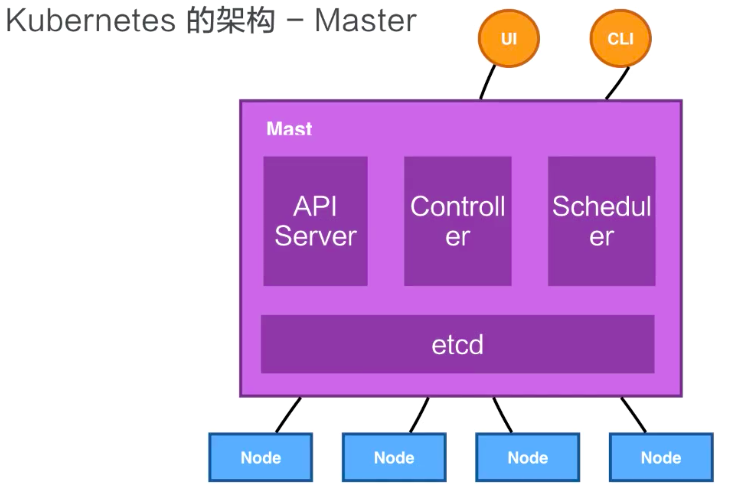 Kubernetes 的架构 – Master
UI
CLI
Mast
API
Server
Controll
er
Schedul
er
etcd
Node
Node
Node
Node